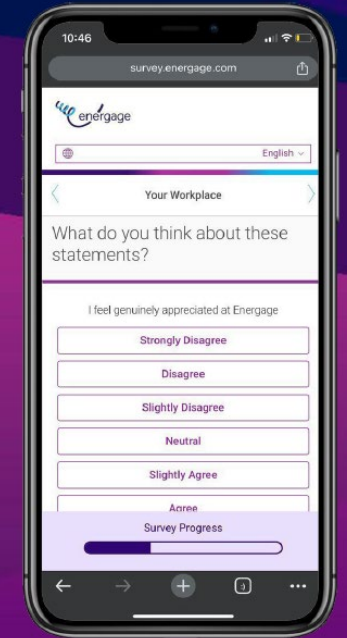 10:46
survey.energage.com
energage
English
Your Workplace
What do you think about these
statements?
I feel genuinely appreciated at Energage
Strongly Disagree
Disagree
Slightly Disagree
Neutral
Slightly Agree
Agree
Survey Progress
:)